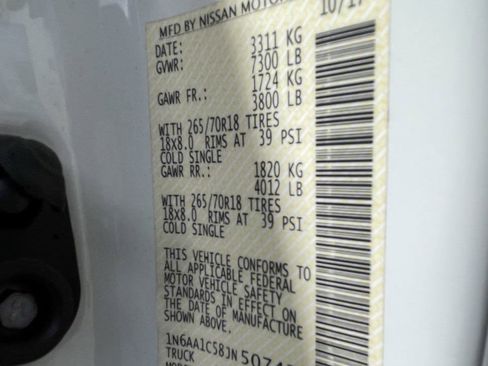 MFD BY NISSAN MOTOR
10/17
DATE: 3311 KG
GVWR: 7300 LB
1724 KG
GAWR FR.: 3800 LB
WITH 265/70R18 TIRES
18x8.0 RIMS AT 39 PSI
COLD SINGLE
GAWR RR.: 1820 KG
4012 LB
WITH 265/70R18 TIRES
18x8.0 RIMS AT 39 PSI
COLD SINGLE
THIS VEHICLE CONFORMS TO
ALL APPLICABLE FEDERAL
MOTOR VEHICLE SAFETY
STANDARDS IN EFFECT ON
THE DATE OF MANUFACTURE
SHOWN ABOVE.
1N6AA1C58JN5074
TRUCK